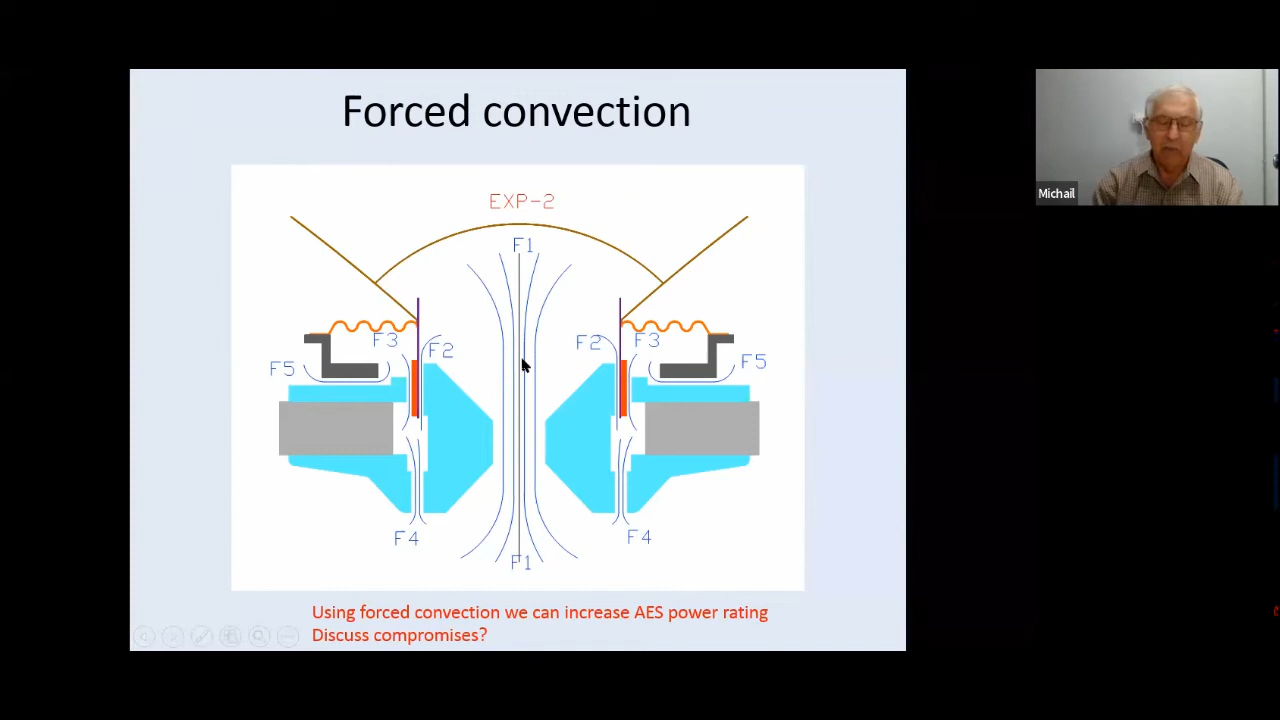 Forced convection
EXP-2
F1
F3
F2
F2
F3
F5
F5
F4
F4
F1
Using forced convection we can increase AES power rating
Discuss compromises?
Michail